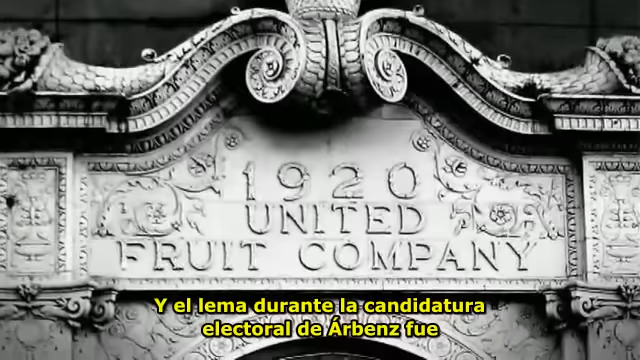 1920
UNITED
FRUIT COMPANY
Y el lema durante la candidatura
electoral de Árbenz fue